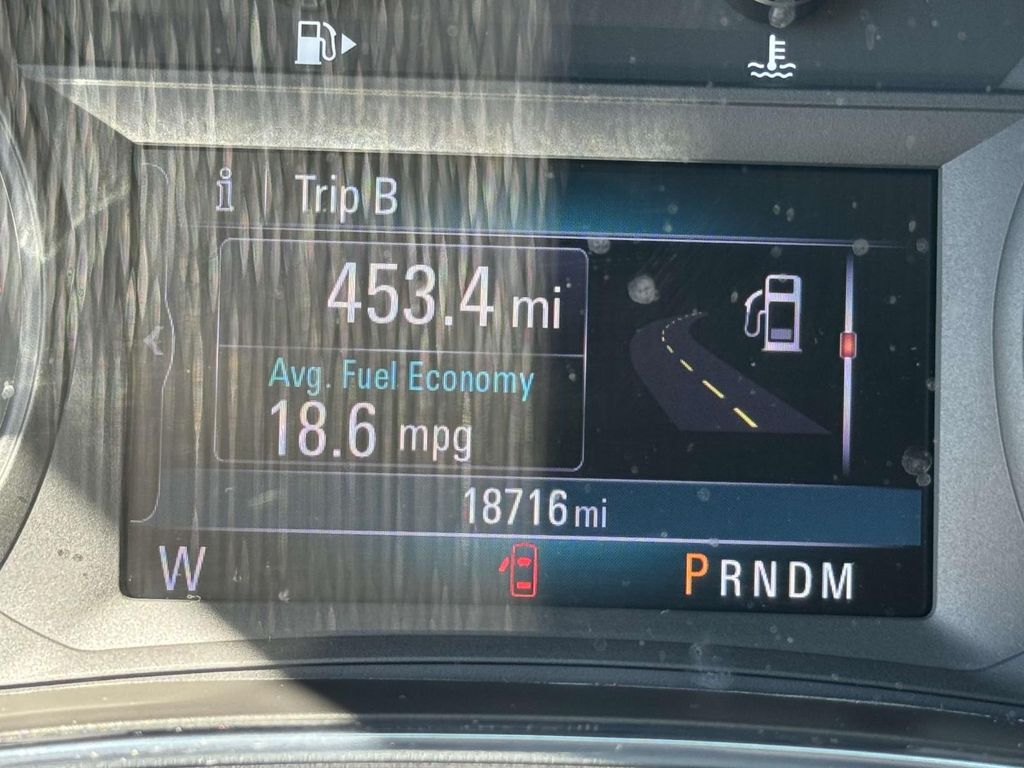 i Trip B
453.4 mi
Avg. Fuel Economy
18.6 mpg
18716 mi
W PRNDM